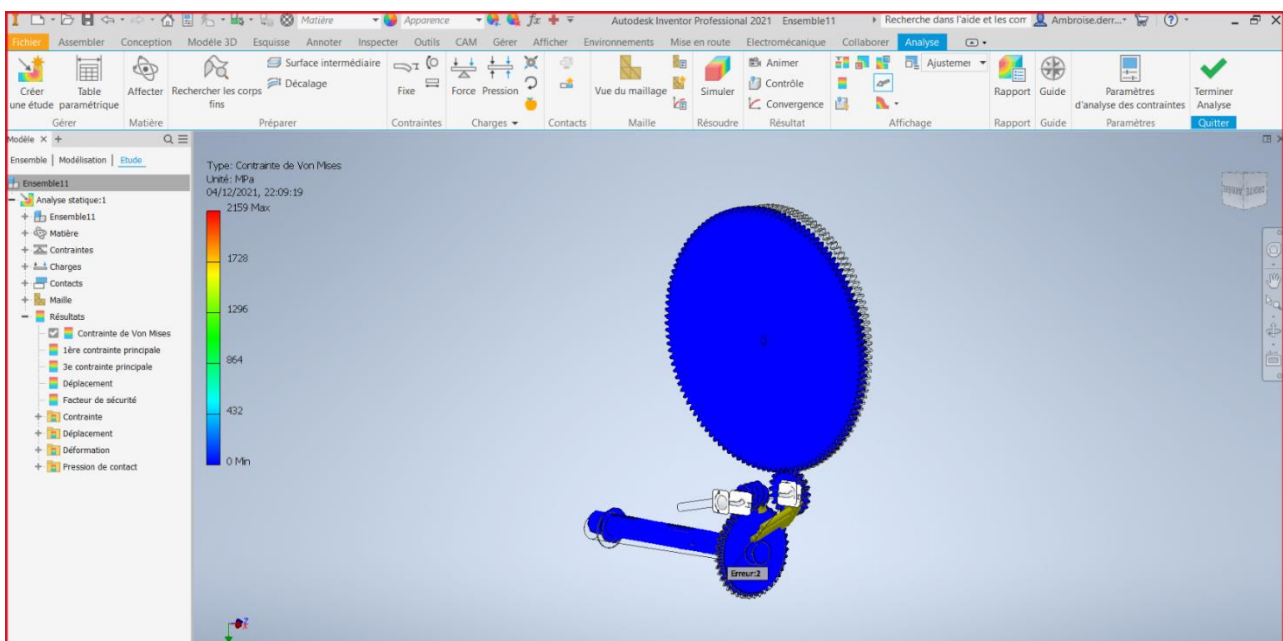 Matière Apparence fx Autodesk Inventor Professional 2021 Ensemble11 Recherche dans l'aide et les com Ambroise.derr...
Fichier Assembler Conception Modèle 3D Esquisse Annoter Inspecter Outils CAM Gérer Afficher Environnements Mise en route Electromécanique Collaborer Analyse
Surface intermédiaire Animer Ajustemer
Décalage Contrôle
Convergence
Créer une étude
Table paramétrique
Affecter
Rechercher les corps fins
Fixe
Force Pression
Vue du maillage
Simuler
Rapport Guide
Paramètres d'analyse des contraintes
Terminer Analyse
Gérer Matière Préparer Contraintes Charges Contacts Maille Résoudre Résultat Affichage Rapport Guide Paramètres Quitter
Modèle X +
Ensemble | Modélisation | Etude
Ensemble11
Analyse statique:1
Ensemble11
Matière
Contraintes
Charges
Contacts
Maille
Résultats
Contrainte de Von Mises
1ère contrainte principale
3e contrainte principale
Déplacement
Facteur de sécurité
Contrainte
Déplacement
Déformation
Pression de contact
Type: Contrainte de Von Mises
Unité: MPa
04/12/2021, 22:09:19
2159 Max
1728
1296
864
432
0 Min
Erreur:2